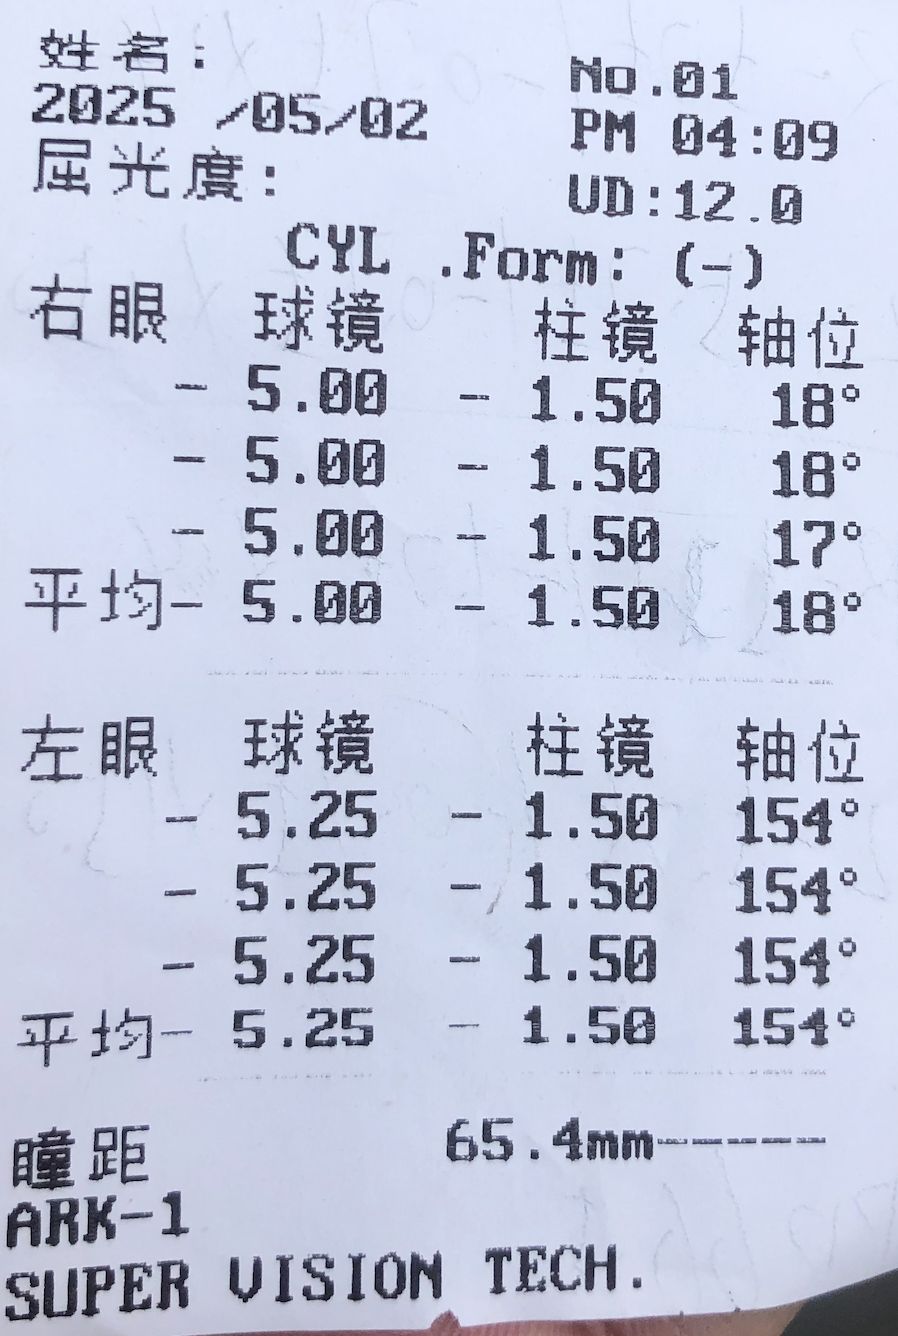 姓名:
No.01
2025 /05/02 PM 04:09
屈光度: VD:12.0
CYL .Form: (-)
右眼 球镜 柱镜 轴位
- 5.00 - 1.50 18°
- 5.00 - 1.50 18°
- 5.00 - 1.50 17°
平均- 5.00 - 1.50 18°
左眼 球镜 柱镜 轴位
- 5.25 - 1.50 154°
- 5.25 - 1.50 154°
- 5.25 - 1.50 154°
平均- 5.25 - 1.50 154°
瞳距 65.4mm-----
ARK-1
SUPER VISION TECH.